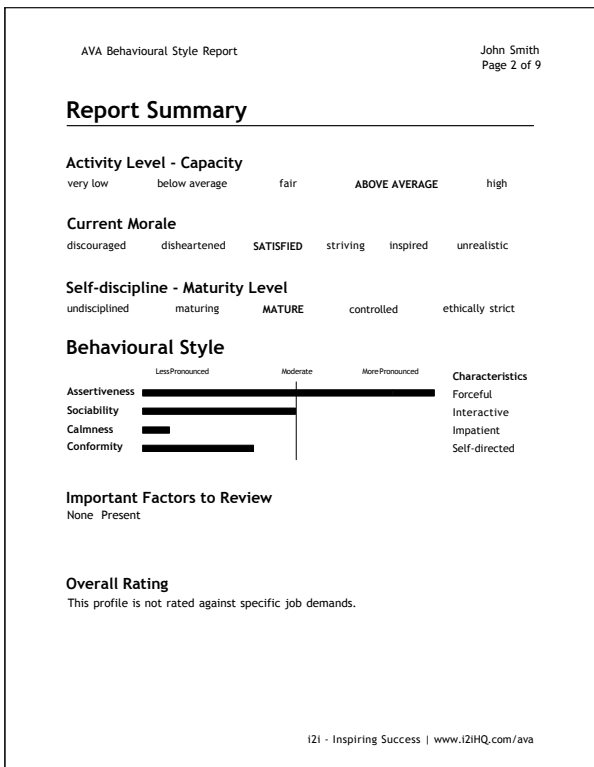 AVA Behavioural Style Report John Smith
Page 2 of 9
Report Summary
Activity Level - Capacity
very low below average fair ABOVE AVERAGE high
Current Morale
discouraged disheartened SATISFIED striving inspired unrealistic
Self-discipline - Maturity Level
undisciplined maturing MATURE controlled ethically strict
Behavioural Style
Less Pronounced Moderate More Pronounced Characteristics
Assertiveness Forceful
Sociability Interactive
Calmness Impatient
Conformity Self-directed
Important Factors to Review
None Present
Overall Rating
This profile is not rated against specific job demands.
i2i - Inspiring Success | www.i2iHQ.com/ava